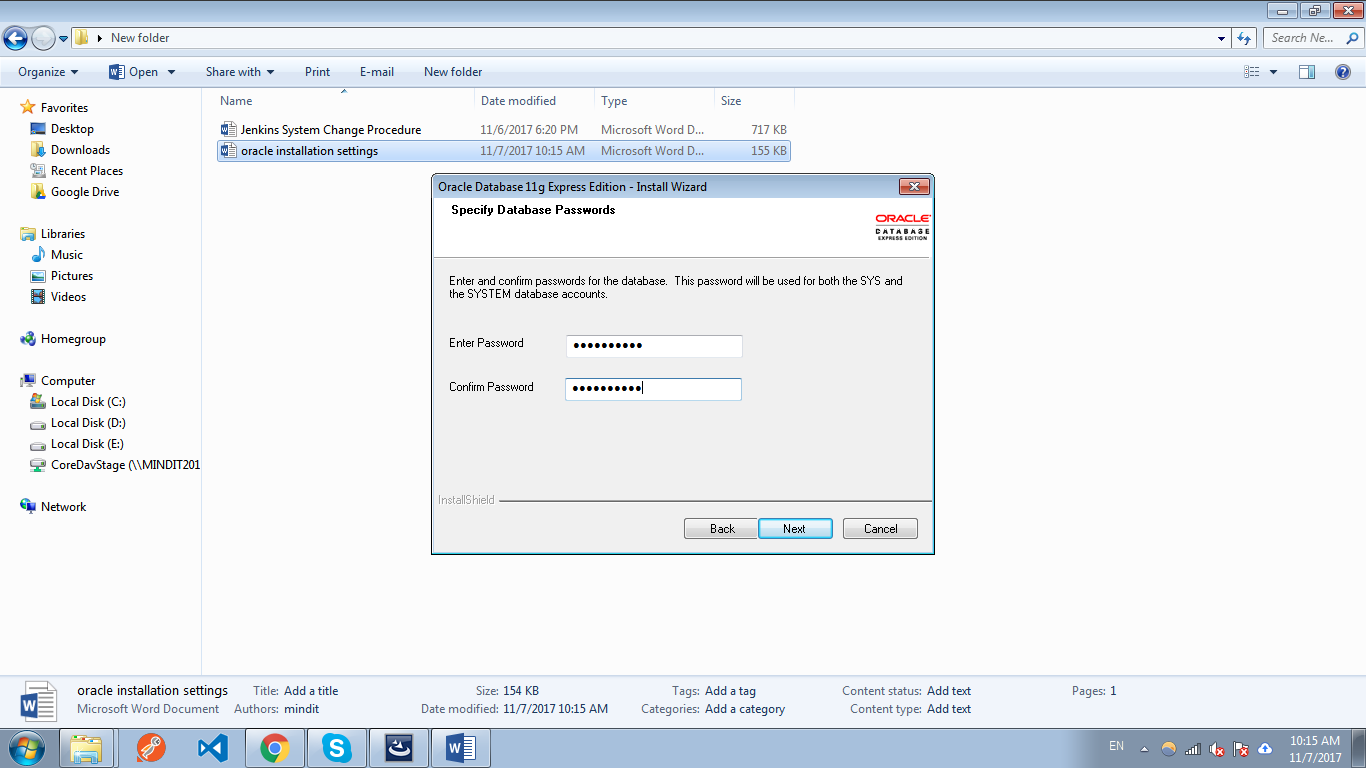 New folder
Search Ne...
Organize
Open
Share with
Print
E-mail
New folder
Name
Date modified
Type
Size
Favorites
Desktop
Downloads
Recent Places
Google Drive
Libraries
Music
Pictures
Videos
Homegroup
Computer
Local Disk (C:)
Local Disk (D:)
Local Disk (E:)
CoreDavStage (\\MINDIT201
Network
Jenkins System Change Procedure 11/6/2017 6:20 PM Microsoft Word D... 717 KB
oracle installation settings 11/7/2017 10:15 AM Microsoft Word D... 155 KB
Oracle Database 11g Express Edition - Install Wizard
Specify Database Passwords
ORACLE
DATABASE
EXPRESS EDITION
Enter and confirm passwords for the database. This password will be used for both the SYS and
the SYSTEM database accounts.
Enter Password ●●●●●●●●●●
Confirm Password ●●●●●●●●●●
InstallShield
Back
Next
Cancel
oracle installation settings Title: Add a title Size: 154 KB Tags: Add a tag Content status: Add text Pages: 1
Microsoft Word Document Authors: mindit Date modified: 11/7/2017 10:15 AM Categories: Add a category Content type: Add text
EN
10:15 AM
11/7/2017